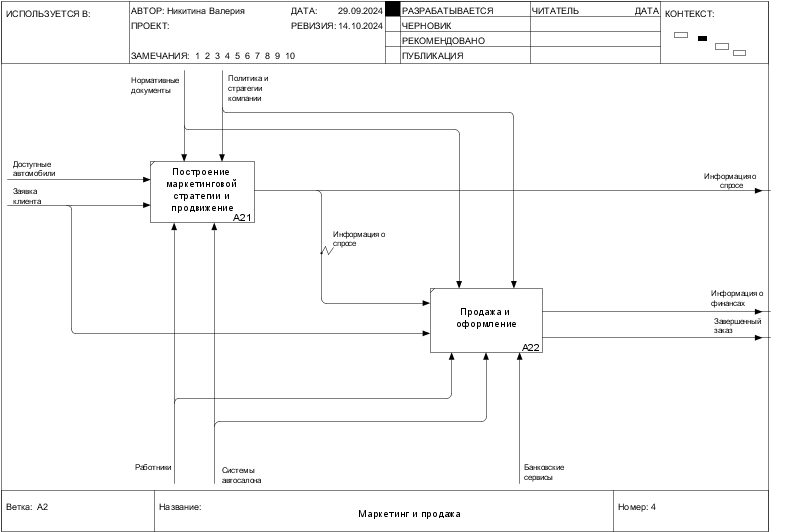 ИСПОЛЬЗУЕТСЯ В:
АВТОР: Никитина Валерия
ДАТА: 29.09.2024
РАЗРАБАТЫВАЕТСЯ
ЧИТАТЕЛЬ
ДАТА
КОНТЕКСТ:
ПРОЕКТ:
РЕВИЗИЯ: 14.10.2024
ЧЕРНОВИК
РЕКОМЕНДОВАНО
ЗАМЕЧАНИЯ: 1 2 3 4 5 6 7 8 9 10
ПУБЛИКАЦИЯ
Нормативные
документы
Политика и
стратегии
компании
Доступные
автомобили
Заявка
клиента
Построение
маркетинговой
стратегии и
продвижение
A21
Информация о
спросе
Информация о
спросе
Продажа и
оформление
A22
Информация о
финансах
Завершенный
заказ
Работники
Системы
автосалона
Банковские
сервисы
Ветка: A2
Название:
Маркетинг и продажа
Номер: 4